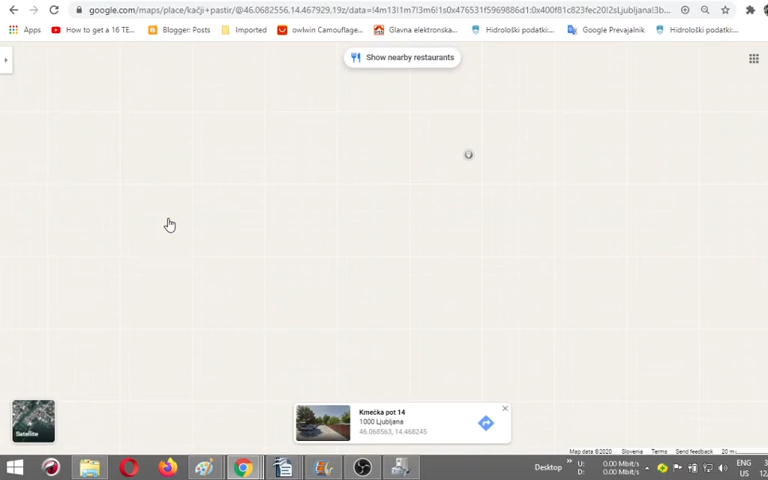 google.com/maps/place/kačji+pastir/@46.0682556,14.467929,19z/data=!4m13!1m7!3m6!1s0x476531f5969886d1:0x400f81c823fec20!2sLjubljana!3b...
Apps How to get a 16 TE... Blogger: Posts Imported owlwin Camouflage... Glavna elektronska... Hidrološki podatki:... Google Prevajalnik Hidrološki podatki:...
Show nearby restaurants
Kmečka pot 14
1000 Ljubljana
46.068563, 14.468245
Satellite
Map data ©2020 Slovenia Terms Send feedback 20 m
Desktop
U: 0.00 Mbit/s
D: 0.00 Mbit/s
ENG
US